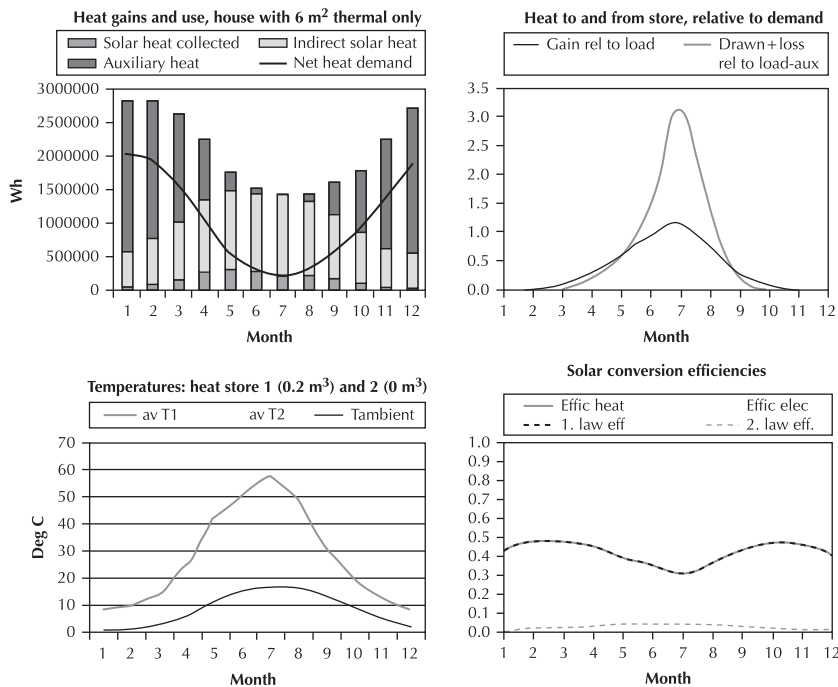 Heat gains and use, house with 6 m² thermal only
Solar heat collected
Indirect solar heat
Auxiliary heat
Net heat demand
3000000
2500000
2000000
1500000
1000000
500000
0
Wh
1 2 3 4 5 6 7 8 9 10 11 12
Month
Heat to and from store, relative to demand
Gain rel to load
Drawn+loss
rel to load-aux
3.5
3.0
2.5
2.0
1.5
1.0
0.5
0.0
1 2 3 4 5 6 7 8 9 10 11 12
Month
Temperatures: heat store 1 (0.2 m³) and 2 (0 m³)
av T1
av T2
Tambient
70
60
50
40
30
20
10
0
Deg C
1 2 3 4 5 6 7 8 9 10 11 12
Month
Solar conversion efficiencies
Effic heat
Effic elec
1. law eff
2. law eff.
1.0
0.9
0.8
0.7
0.6
0.5
0.4
0.3
0.2
0.1
0.0
1 2 3 4 5 6 7 8 9 10 11 12
Month